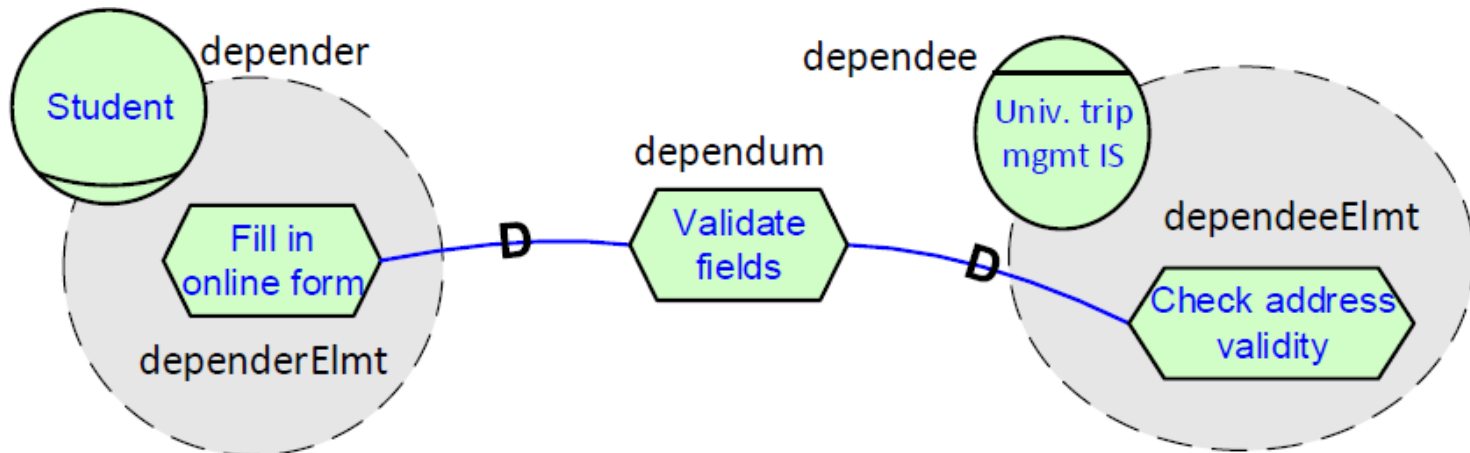 depender
Student
dependee
Univ. trip
mgmt IS
dependum
Validate
fields
D
D
Fill in
online form
dependerElmt
dependeeElmt
Check address
validity